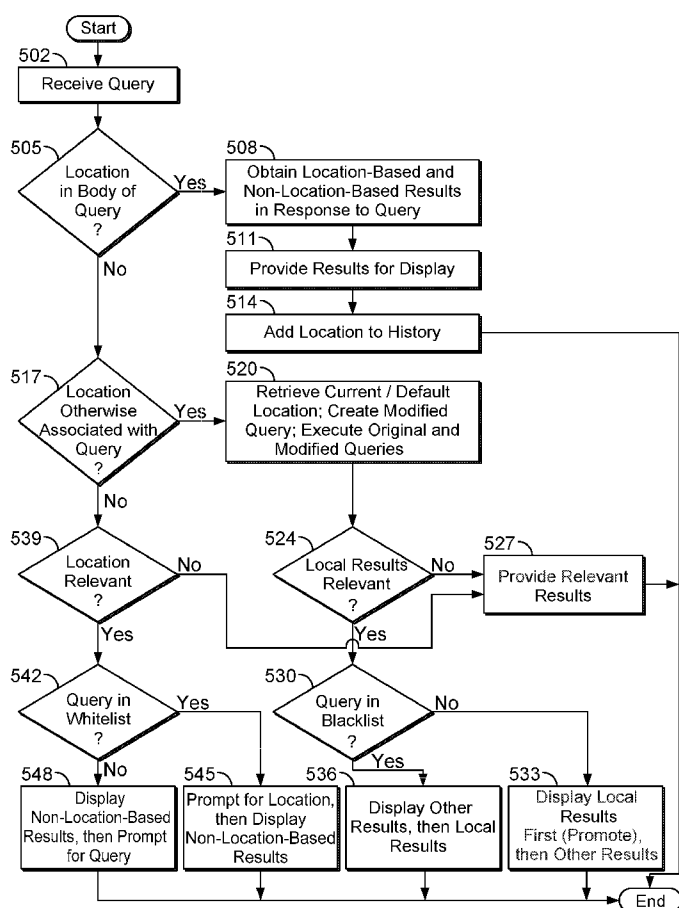 Start
502
Receive Query
505
Location
in Body of
Query
?
Yes
No
508
Obtain Location-Based and
Non-Location-Based Results
in Response to Query
511
Provide Results for Display
514
Add Location to History
517
Location
Otherwise
Associated with
Query
?
Yes
No
520
Retrieve Current / Default
Location; Create Modified
Query; Execute Original and
Modified Queries
539
Location
Relevant
?
No
Yes
524
Local Results
Relevant
?
No
Yes
527
Provide Relevant
Results
542
Query in
Whitelist
?
Yes
No
530
Query in
Blacklist
?
No
Yes
548
Display
Non-Location-Based
Results, then Prompt
for Query
545
Prompt for Location,
then Display
Non-Location-Based
Results
536
Display Other
Results, then Local
Results
533
Display Local
Results
First (Promote),
then Other Results
End